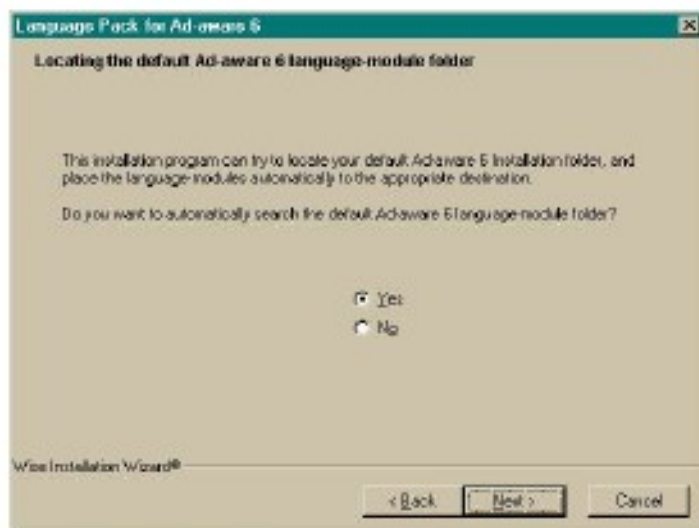 Language Pack for Ad-aware 6
Locating the default Ad-aware 6 language-module folder
This installation program can try to locate your default Ad-aware 6 Installation folder, and
place the language-modules automatically to the appropriate destination.
Do you want to automatically search the default Ad-aware 6 language-module folder?
Yes
No
Wise Installation Wizard®
< Back
Next >
Cancel